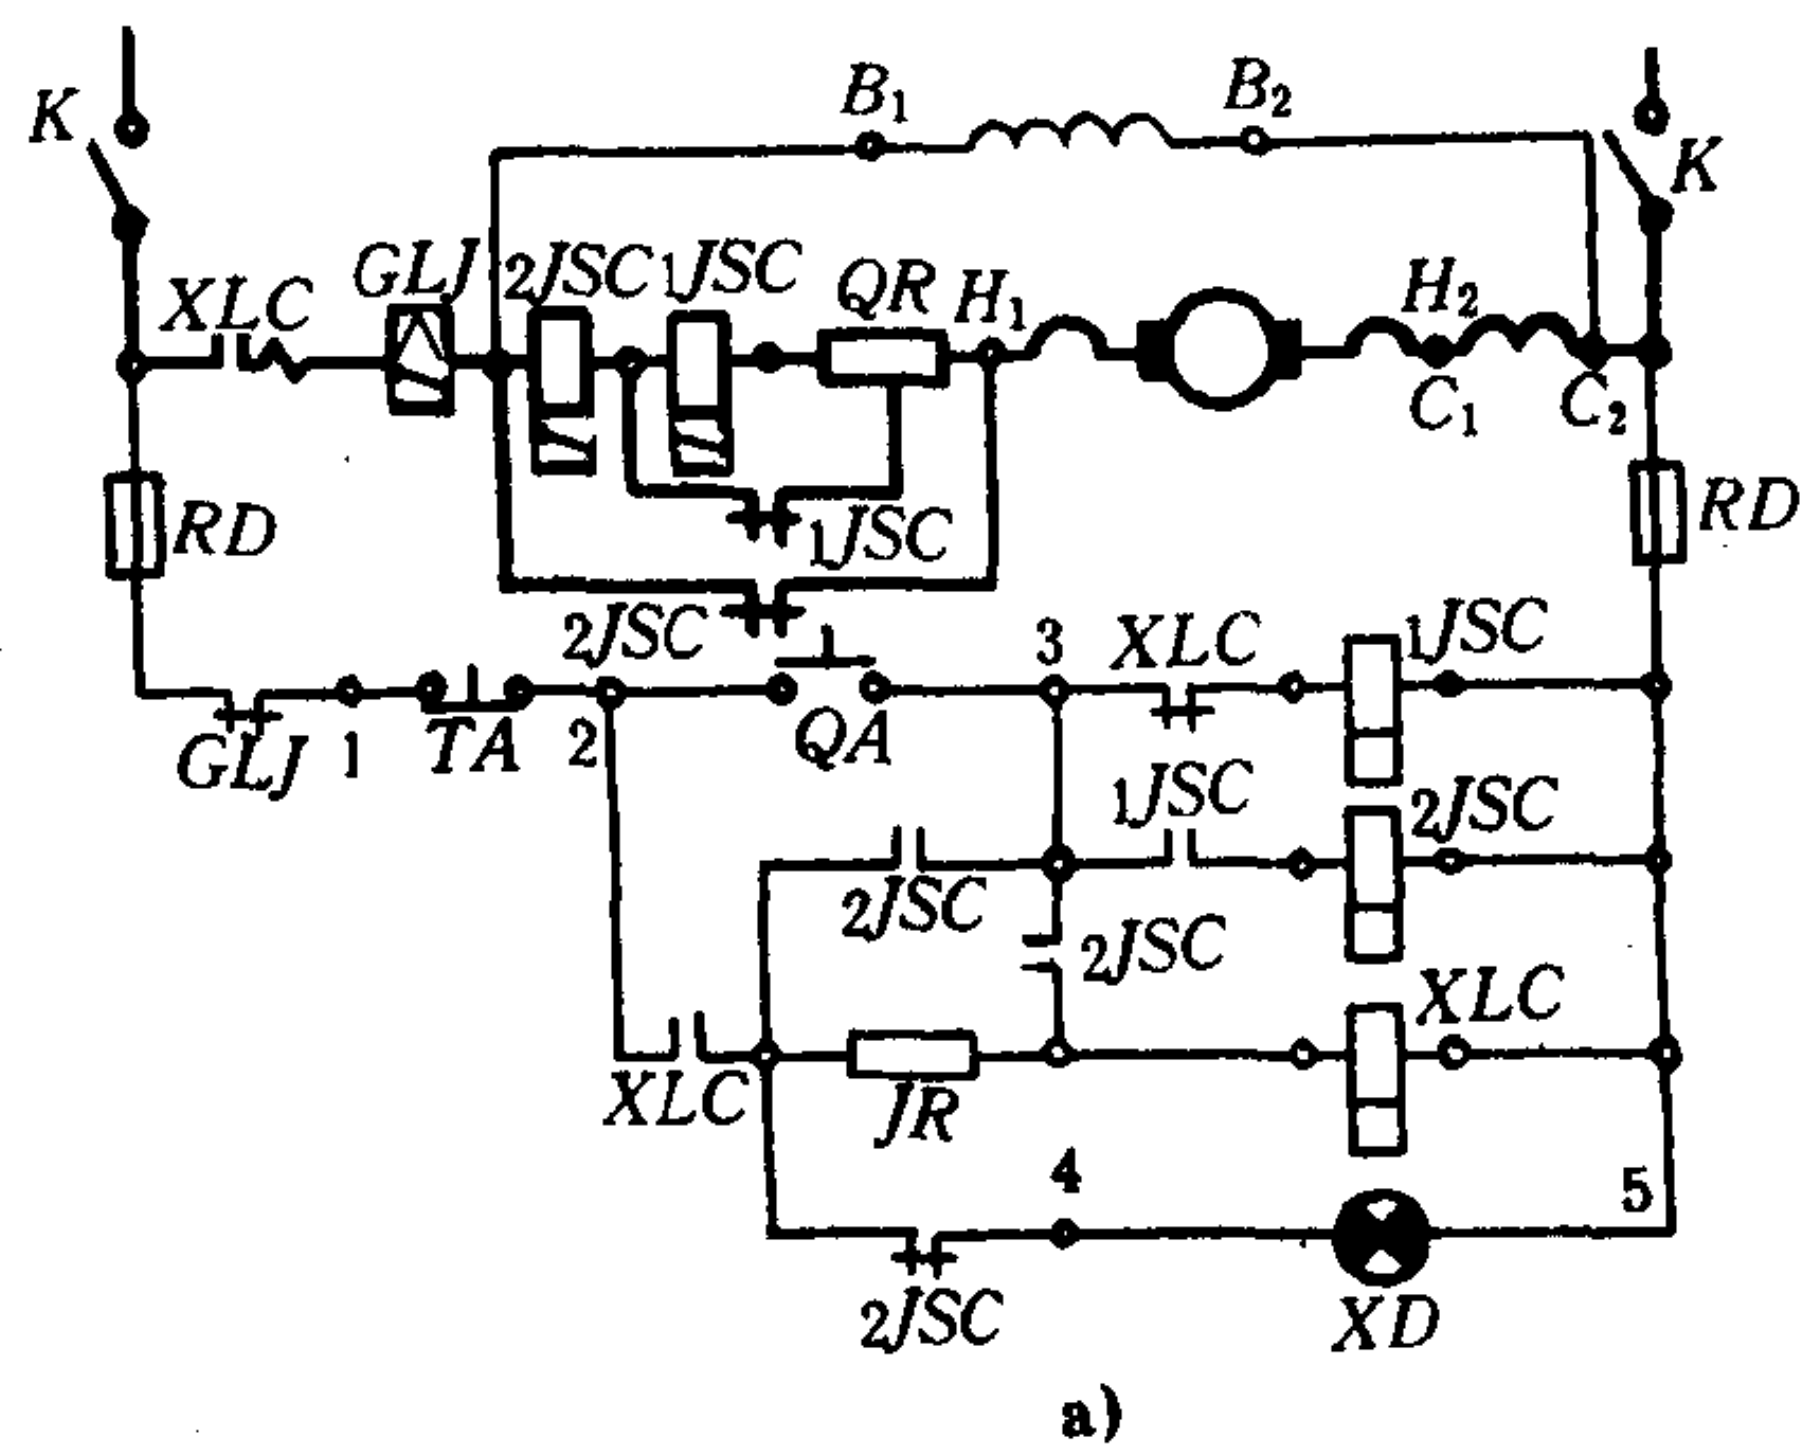 B₁ B₂
K K
XLC GLJ 2JSC 1JSC QR H₁ H₂
C₁ C₂
RD 1JSC RD
2JSC 3 XLC 1JSC
GLJ 1 TA 2 QA
1JSC 2JSC
2JSC 2JSC
XLC
XLC JR
4 5
2JSC XD
a)